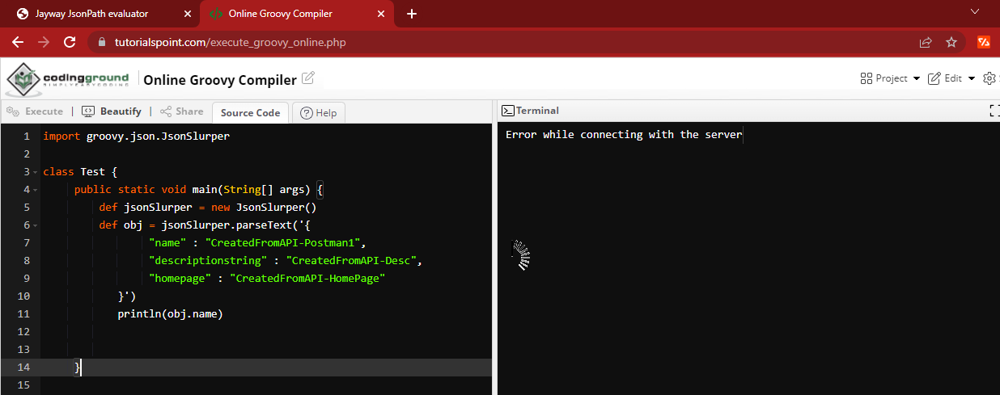 Jayway JsonPath evaluator
Online Groovy Compiler
tutorialspoint.com/execute_groovy_online.php
codingground
SIMPLYEASYCODING
Online Groovy Compiler
Project
Edit
Execute | Beautify | Share Source Code Help
Terminal
1 import groovy.json.JsonSlurper
2
3 class Test {
4 public static void main(String[] args) {
5 def jsonSlurper = new JsonSlurper()
6 def obj = jsonSlurper.parseText('{
7 "name" : "CreatedFromAPI-Postman1",
8 "descriptionstring" : "CreatedFromAPI-Desc",
9 "homepage" : "CreatedFromAPI-HomePage"
10 }')
11 println(obj.name)
12
13
14 }
15
Error while connecting with the server